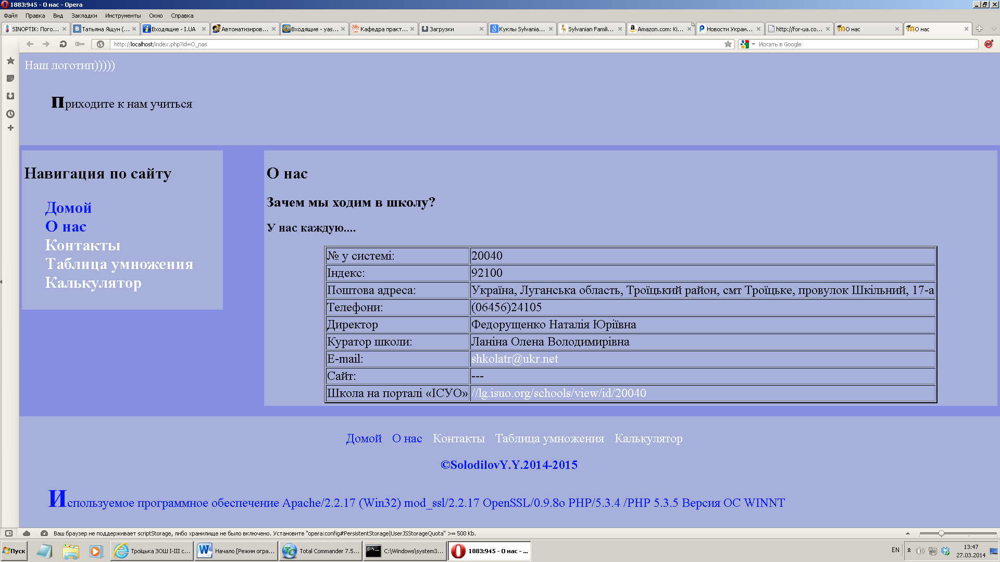 1883:945 - О нас - Opera
Файл Правка Вид Закладки Инструменты Окно Справка
SINOPTIK: Пого... Татьяна Ящун (... Входящие - I.UA Автоматизиров... Входящие - yas... Кафедра практ... Загрузки Куклы Sylvania... Sylvanian Famili... Amazon.com: Ki... Новости Украи... http://for-ua.co... О нас О нас
http://localhost/index.php?id=O_nas Искать в Google
Наш логотип)))))
Приходите к нам учиться
Навигация по сайту
Домой
О нас
Контакты
Таблица умножения
Калькулятор
О нас
Зачем мы ходим в школу?
У нас каждую....
№ у системі: 20040
Індекс: 92100
Поштова адреса: Україна, Луганська область, Троїцький район, смт Троїцьке, провулок Шкільний, 17-а
Телефони: (06456)24105
Директор Федорущенко Наталія Юріївна
Куратор школи: Ланіна Олена Володимирівна
E-mail: shkolatr@ukr.net
Сайт: ---
Школа на порталі «ІСУО» //lg.isuo.org/schools/view/id/20040
Домой О нас Контакты Таблица умножения Калькулятор
©SolodilovY.Y.2014-2015
Используемое программное обеспечение Apache/2.2.17 (Win32) mod_ssl/2.2.17 OpenSSL/0.9.8o PHP/5.3.4 /PHP 5.3.5 Версия ОС WINNT
Ваш браузер не поддерживает scriptStorage, либо хранилище не было включено. Установите "opera:config#PersistentStorage|UserJSStorageQuota" >= 500 Kb.
Пуск Троїцька ЗОШ І-ІІІ с... Начало [Режим огра... Total Commander 7.5... C:\Windows\system3... 1883:945 - О нас - ... EN 13:47
27.03.2014